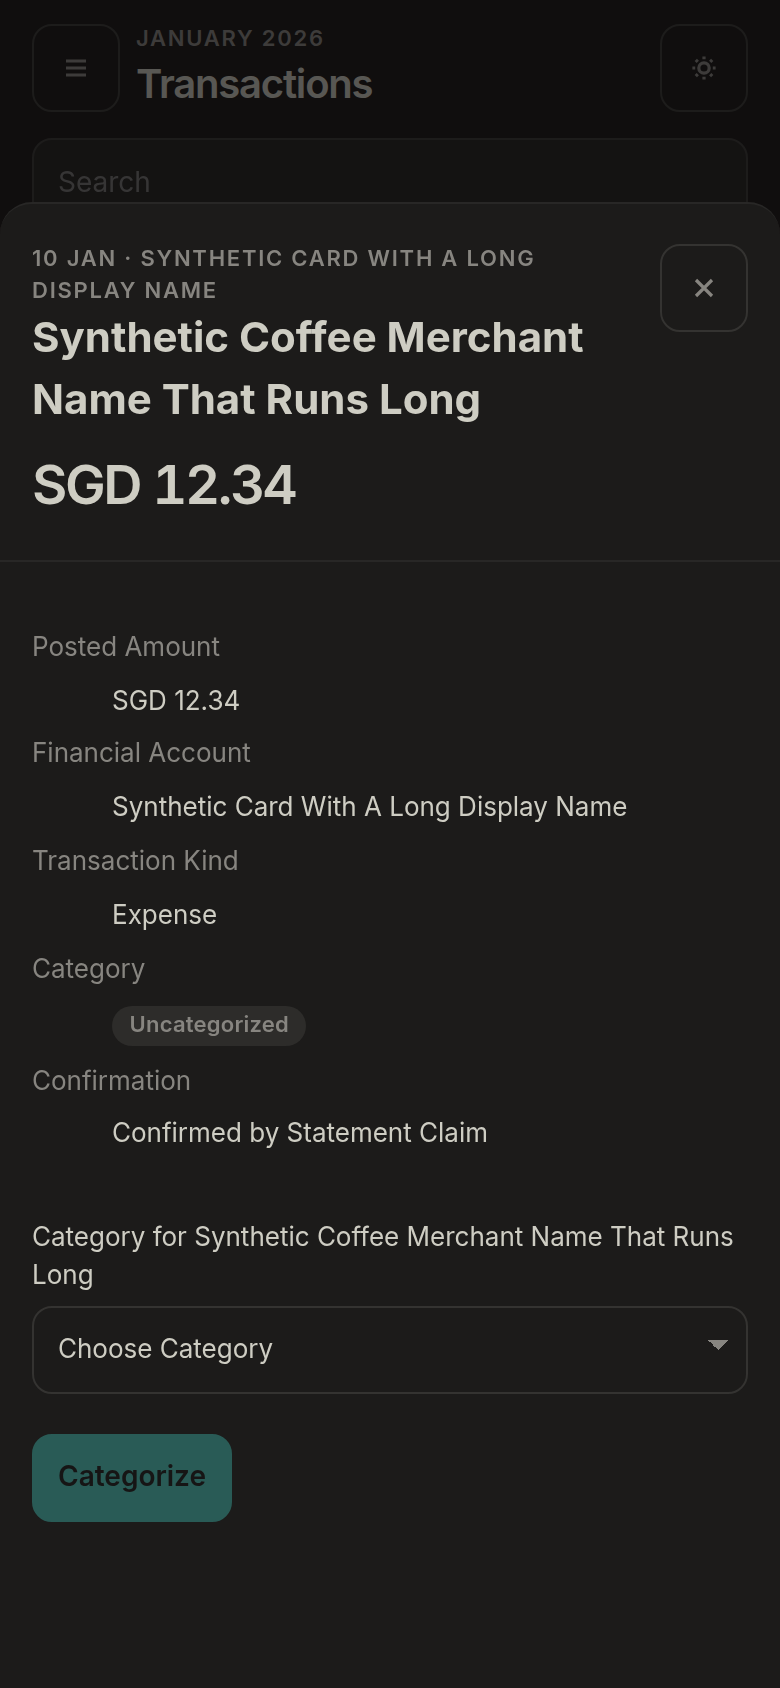 JANUARY 2026
Transactions
Search
10 JAN · SYNTHETIC CARD WITH A LONG
DISPLAY NAME
Synthetic Coffee Merchant
Name That Runs Long
SGD 12.34
Posted Amount
SGD 12.34
Financial Account
Synthetic Card With A Long Display Name
Transaction Kind
Expense
Category
Uncategorized
Confirmation
Confirmed by Statement Claim
Category for Synthetic Coffee Merchant Name That Runs
Long
Choose Category
Categorize